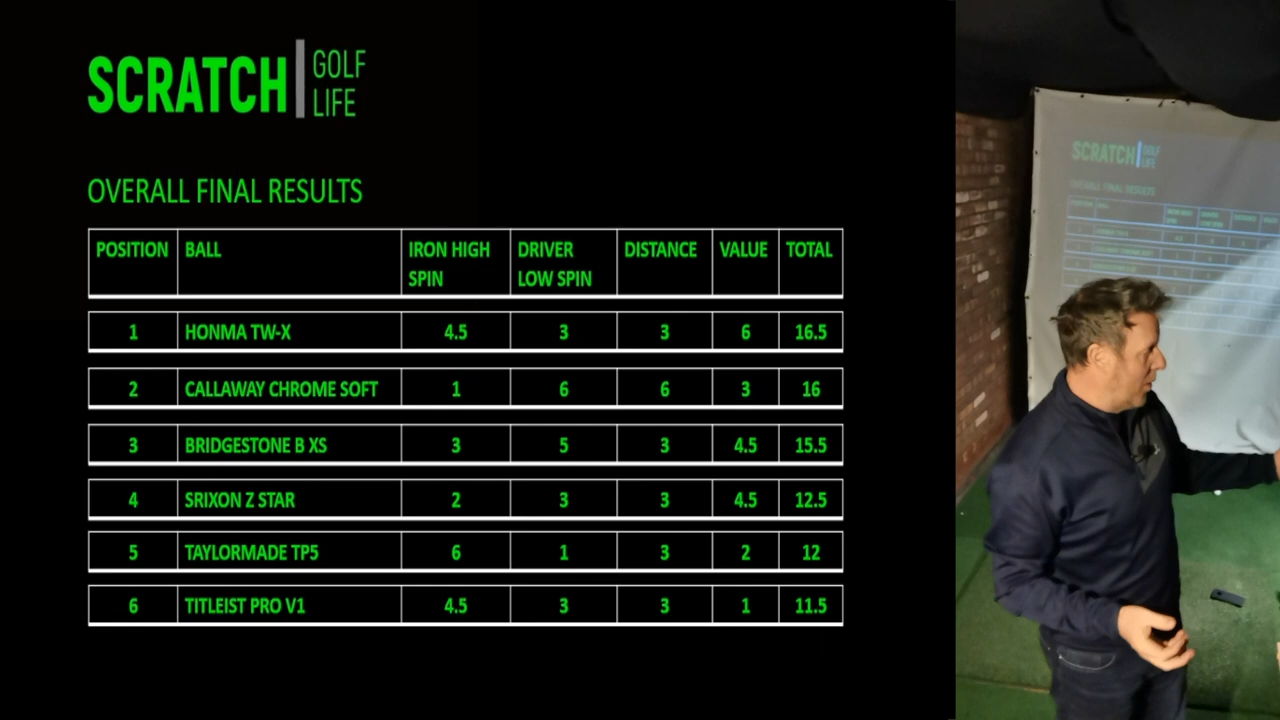 SCRATCH GOLF LIFE
OVERALL FINAL RESULTS
POSITION BALL IRON HIGH SPIN DRIVER LOW SPIN DISTANCE VALUE TOTAL
1 HONMA TW-X 4.5 3 3 6 16.5
2 CALLAWAY CHROME SOFT 1 6 6 3 16
3 BRIDGESTONE B XS 3 5 3 4.5 15.5
4 SRIXON Z STAR 2 3 3 4.5 12.5
5 TAYLORMADE TP5 6 1 3 2 12
6 TITLEIST PRO V1 4.5 3 3 1 11.5
SCRATCH GOLF LIFE
OVERALL FINAL RESULTS